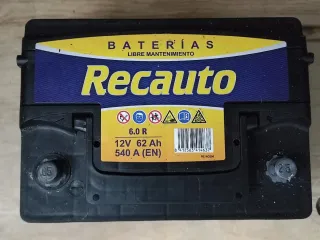 BATERÍAS
LIBRE MANTENIMIENTO
Recauto
6.0 R
12V 62 Ah
540 A (EN)